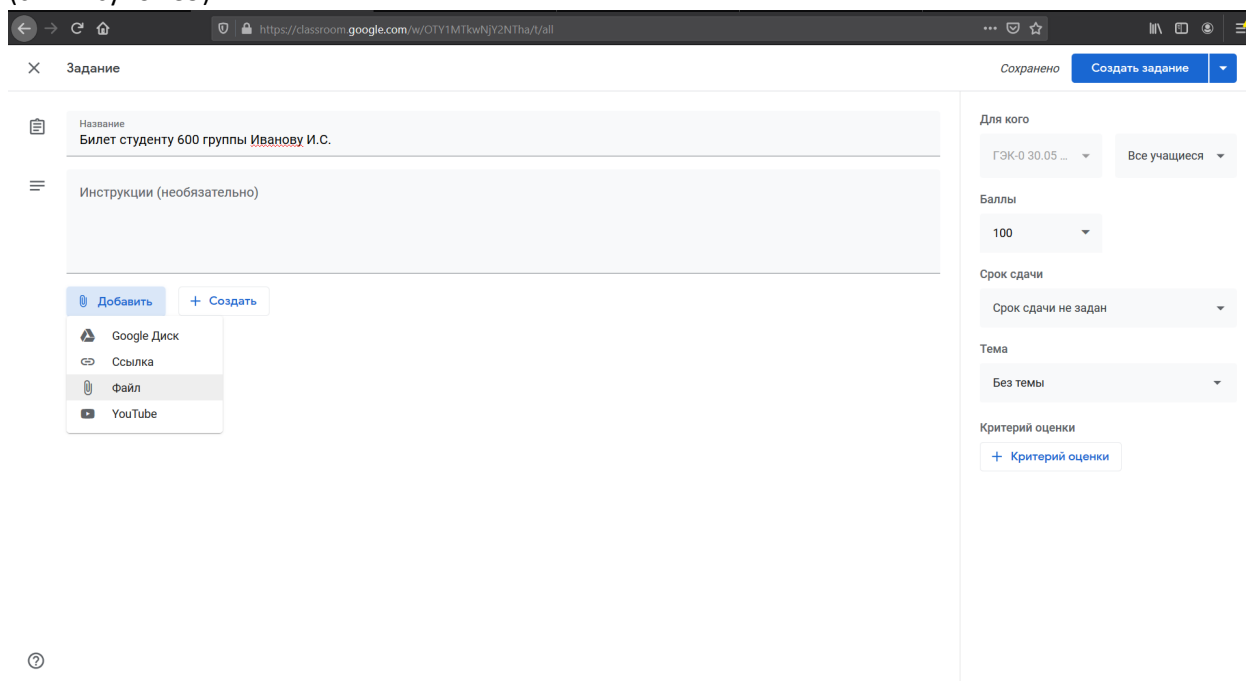 https://classroom.google.com/w/OTY1MTkwNjY2NTha/t/all
Задание
Сохранено
Создать задание
Название
Билет студенту 600 группы Иванову И.С.
Инструкции (необязательно)
Добавить
+ Создать
Google Диск
Ссылка
Файл
YouTube
Для кого
ГЭК-0 30.05 ...
Все учащиеся
Баллы
100
Срок сдачи
Срок сдачи не задан
Тема
Без темы
Критерий оценки
+ Критерий оценки